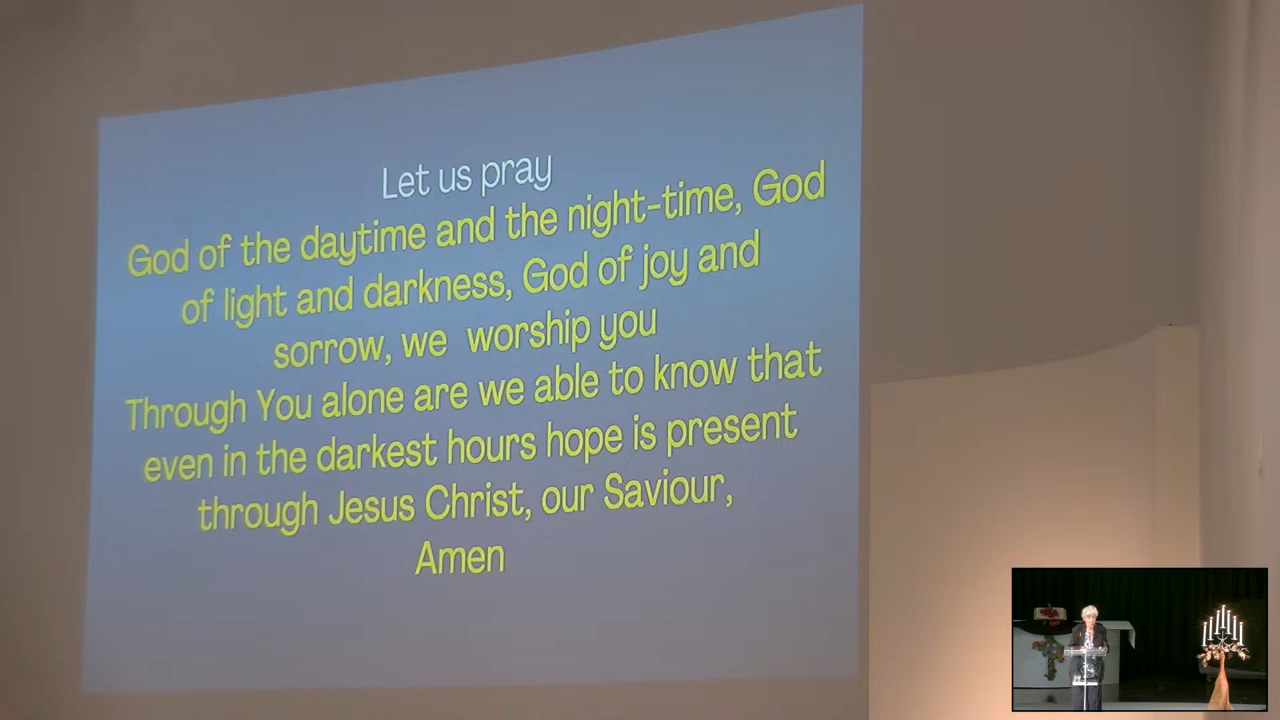 Let us pray
God of the daytime and the night-time, God
of light and darkness, God of joy and
sorrow, we  worship you
Through You alone are we able to know that
even in the darkest hours hope is present
through Jesus Christ, our Saviour,
Amen